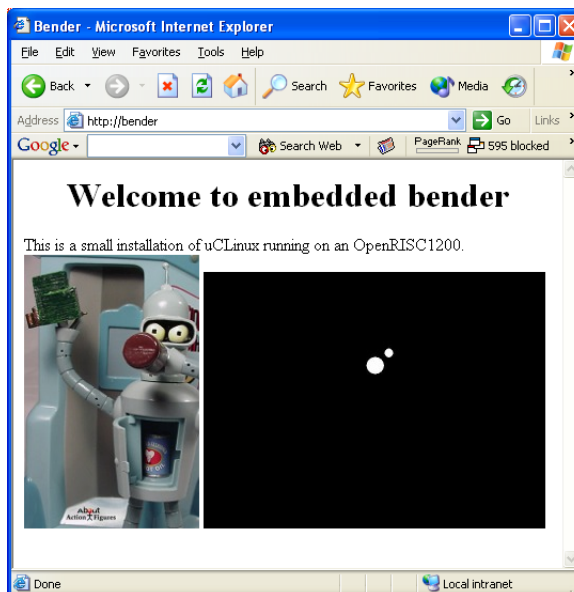 Bender - Microsoft Internet Explorer
File Edit View Favorites Tools Help
Back Search Favorites Media
Address http://bender Go Links
Google Search Web PageRank 595 blocked
Welcome to embedded bender
This is a small installation of uCLinux running on an OpenRISC1200.
About
Action Figures
Done Local intranet